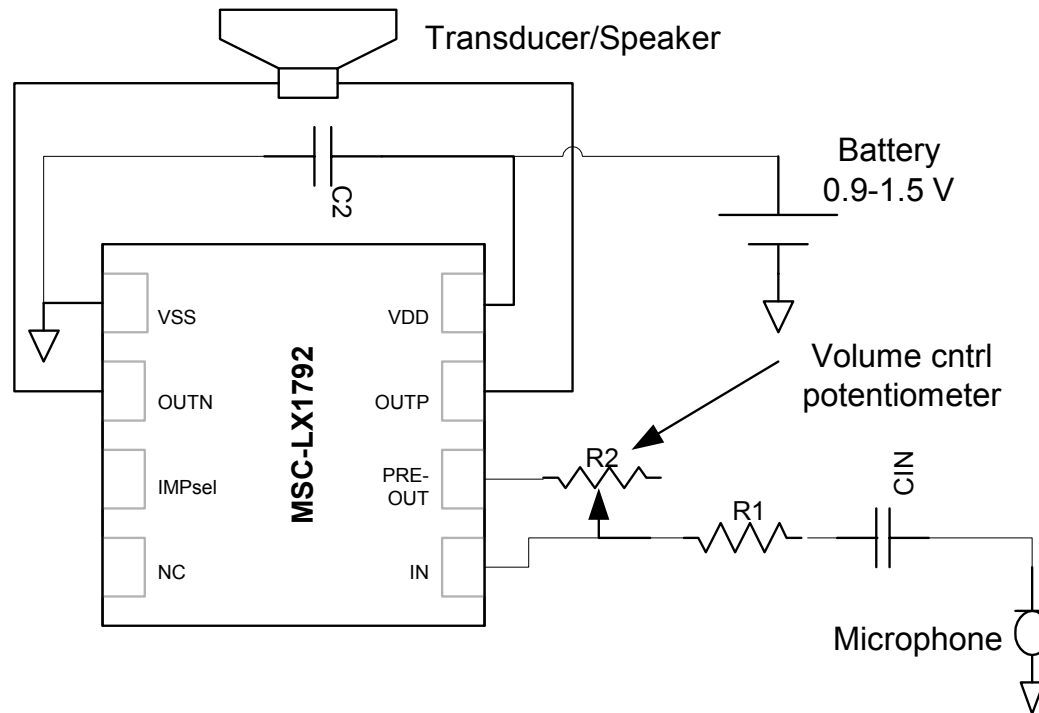 Transducer/Speaker
C2
Battery
0.9-1.5 V
VSS
VDD
MSC-LX1792
OUTN
OUTP
Volume cntrl
potentiometer
IMPsel
PRE-
OUT
R2
R1
CIN
NC
IN
Microphone